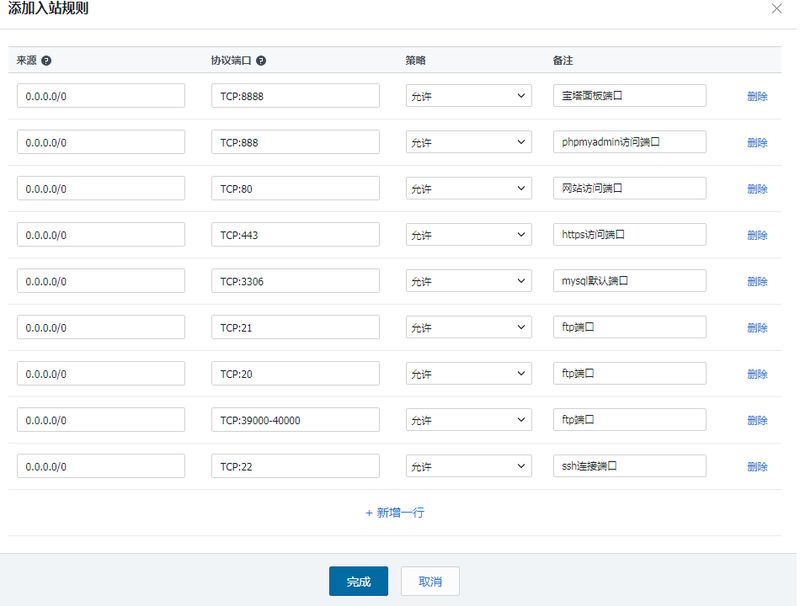 添加入站规则
来源 协议端口 策略 备注
0.0.0.0/0 TCP:8888 允许 宝塔面板端口 删除
0.0.0.0/0 TCP:888 允许 phpmyadmin访问端口 删除
0.0.0.0/0 TCP:80 允许 网站访问端口 删除
0.0.0.0/0 TCP:443 允许 https访问端口 删除
0.0.0.0/0 TCP:3306 允许 mysql默认端口 删除
0.0.0.0/0 TCP:21 允许 ftp端口 删除
0.0.0.0/0 TCP:20 允许 ftp端口 删除
0.0.0.0/0 TCP:39000-40000 允许 ftp端口 删除
0.0.0.0/0 TCP:22 允许 ssh连接端口 删除
+ 新增一行
完成 取消